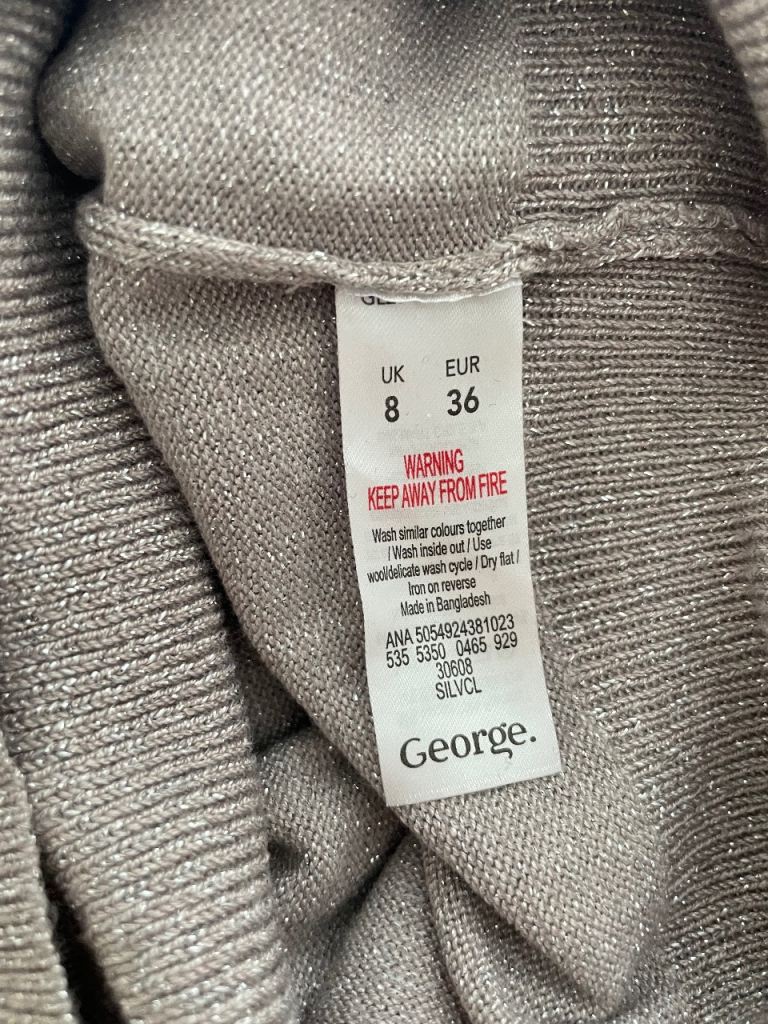 UK EUR
8 36
WARNING
KEEP AWAY FROM FIRE
Wash similar colours together
/ Wash inside out / Use
wool/delicate wash cycle / Dry flat /
Iron on reverse
Made in Bangladesh
ANA 5054924381023
535 5350 0465 929
30608
SILVCL
George.